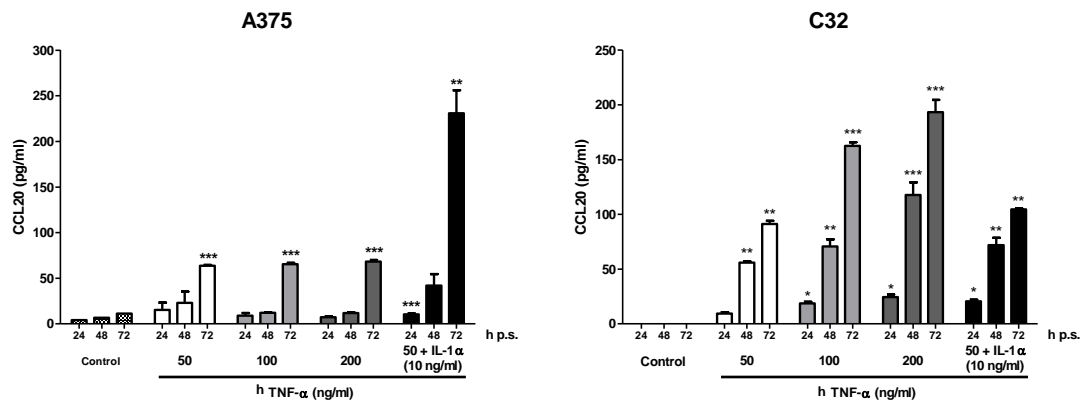 A375
300
250
200
150
100
50
0
CCL20 (pg/ml)
***
***
***
***
**
24 48 72 24 48 72 24 48 72 24 48 72 24 48 72 h p.s.
Control 50 100 200 50 + IL-1α
(10 ng/ml)
h TNF-α (ng/ml)
C32
250
200
150
100
50
0
CCL20 (pg/ml)
**
**
*
**
***
*
***
***
*
**
**
24 48 72 24 48 72 24 48 72 24 48 72 24 48 72 h p.s.
Control 50 100 200 50 + IL-1α
(10 ng/ml)
h TNF-α (ng/ml)